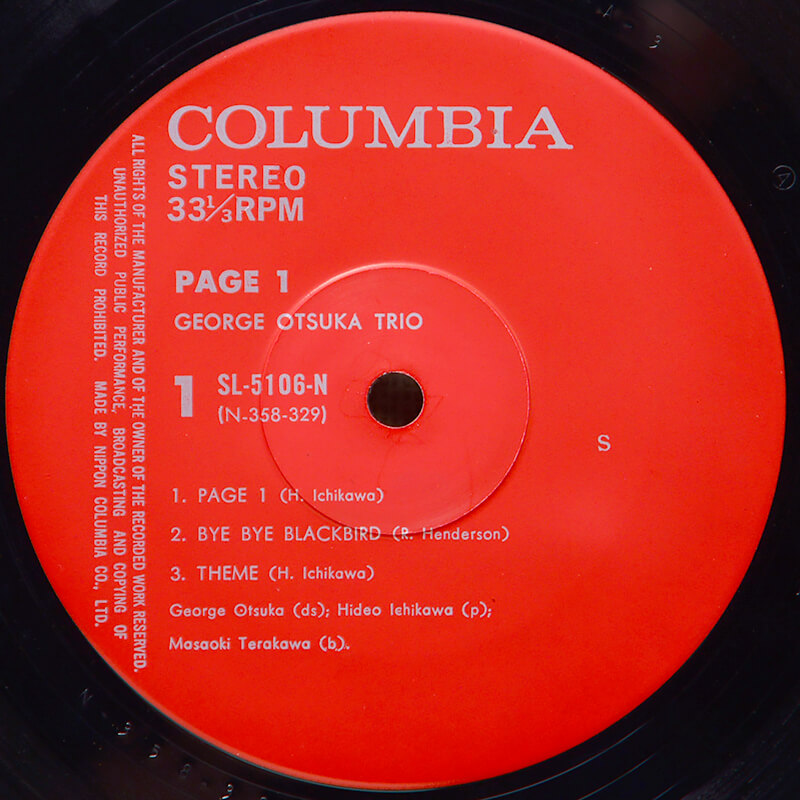 COLUMBIA
STEREO
33⅓RPM
PAGE 1
GEORGE OTSUKA TRIO
1 SL-5106-N
(N-358-329)
S
1. PAGE 1 (H. Ichikawa)
2. BYE BYE BLACKBIRD (R. Henderson)
3. THEME (H. Ichikawa)
George Otsuka (ds); Hideo Iehikawa (p);
Masaoki Terakawa (b).
ALL RIGHTS OF THE MANUFACTURER AND OF THE OWNER OF THE RECORDED WORK RESERVED.
UNAUTHORIZED PUBLIC PERFORMANCE, BROADCASTING AND COPYING OF
THIS RECORD PROHIBITED. MADE BY NIPPON COLUMBIA CO., LTD.